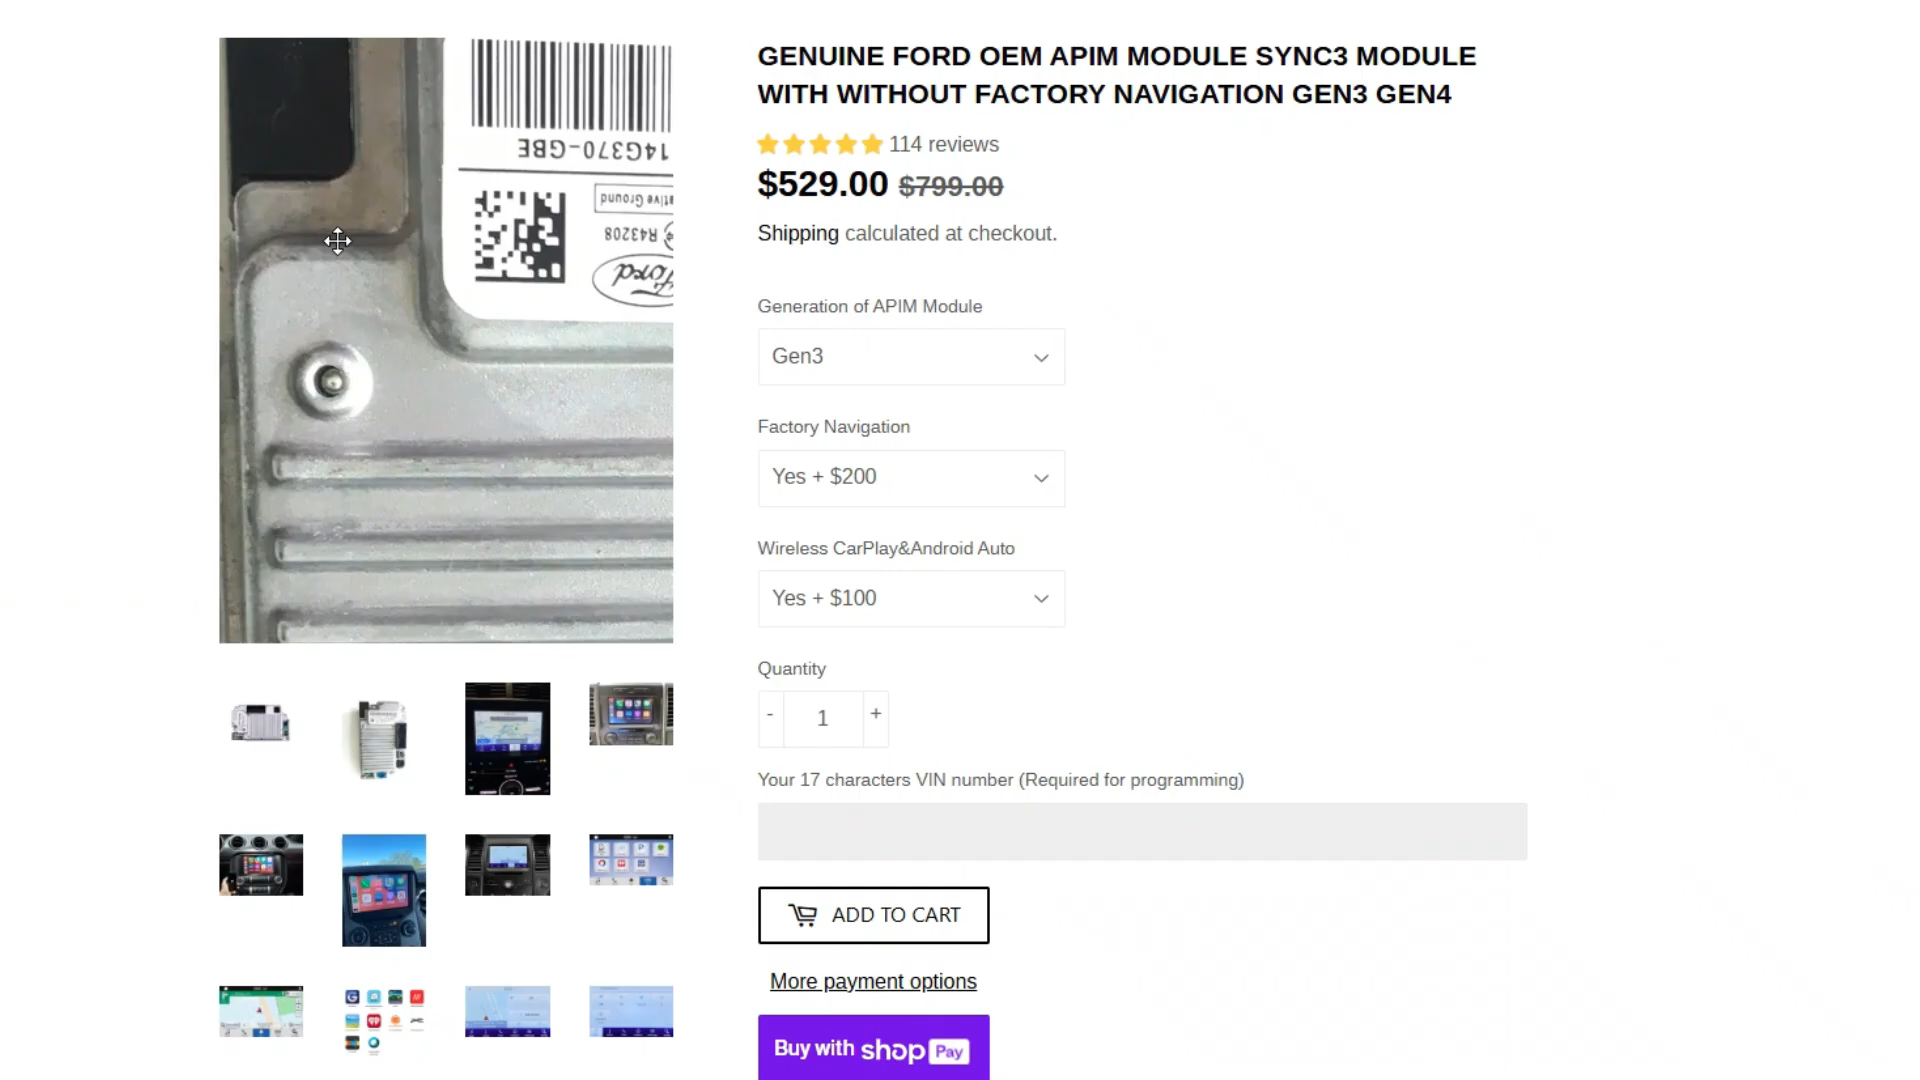 14G370-GBE
R43208
Ford
GENUINE FORD OEM APIM MODULE SYNC3 MODULE
WITH WITHOUT FACTORY NAVIGATION GEN3 GEN4
114 reviews
$529.00 $799.00
Shipping calculated at checkout.
Generation of APIM Module
Gen3
Factory Navigation
Yes + $200
Wireless CarPlay&Android Auto
Yes + $100
Quantity
- 1 +
Your 17 characters VIN number (Required for programming)
ADD TO CART
More payment options
Buy with shop Pay